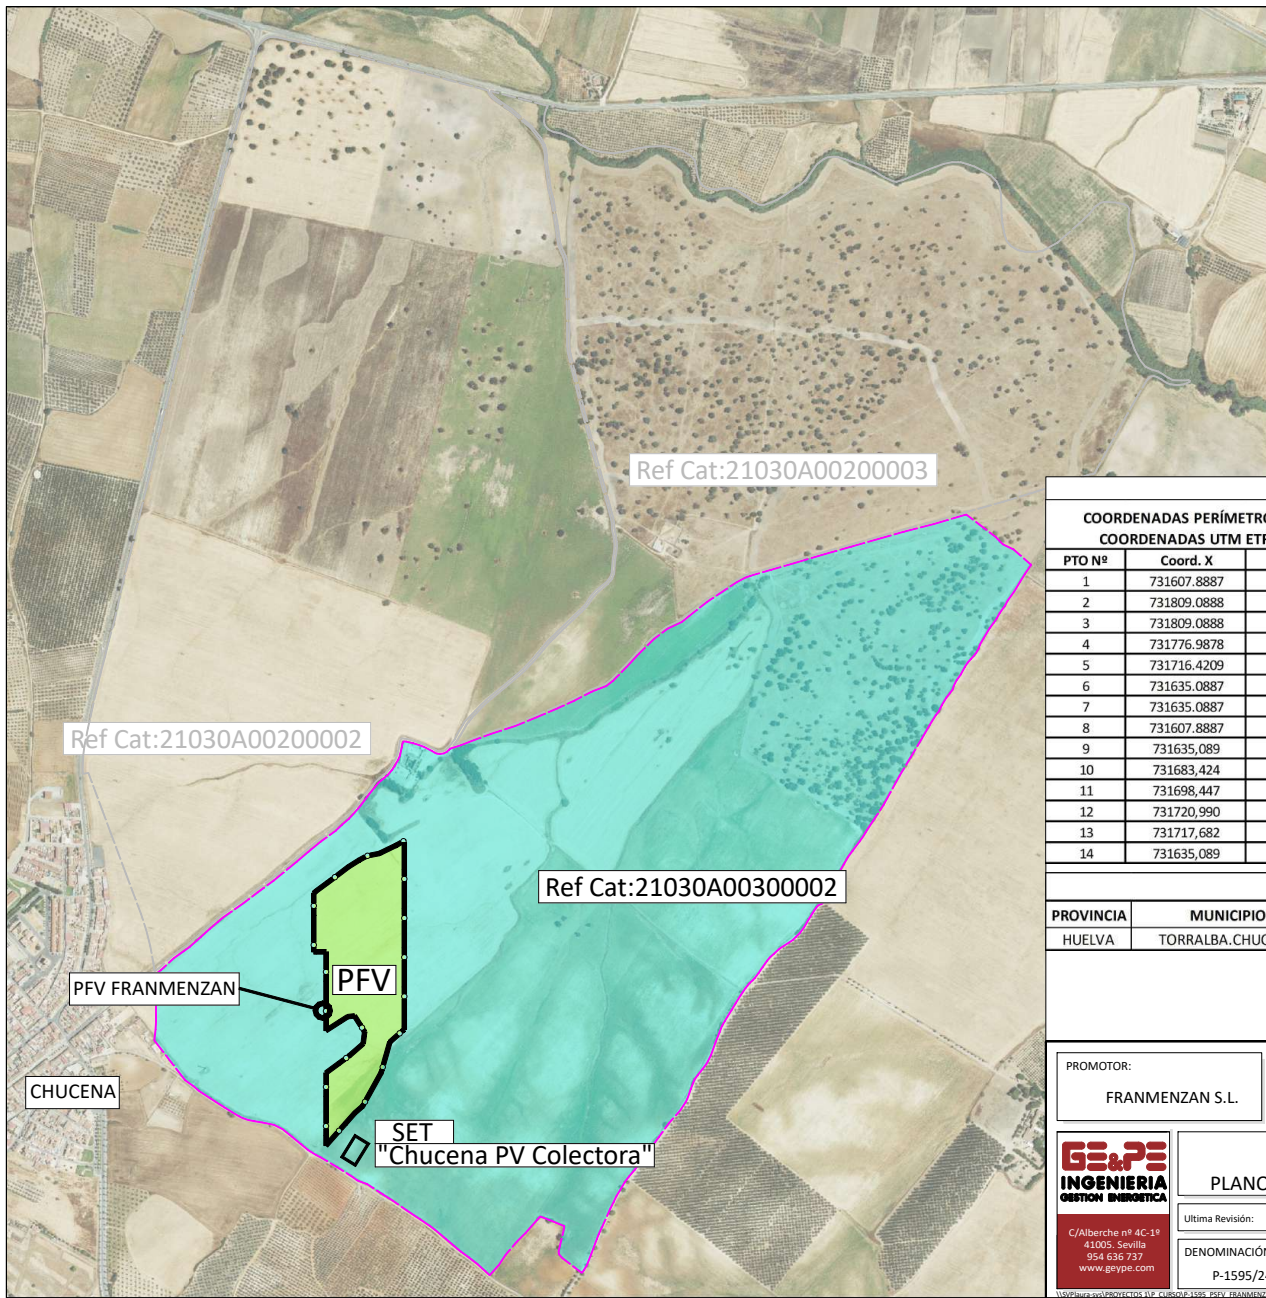 Ref Cat:21030A00200003
COORDENADAS PERÍMETRO
COORDENADAS UTM ETR
PTO Nº Coord. X
1 731607.8887
2 731809.0888
3 731809.0888
4 731776.9878
5 731716.4209
6 731635.0887
7 731635.0887
8 731607.8887
9 731635,089
10 731683,424
11 731698,447
12 731720,990
13 731717,682
14 731635,089
Ref Cat:21030A00200002
Ref Cat:21030A00300002
PROVINCIA MUNICIPIO
HUELVA TORRALBA.CHUC
PFV
PFV FRANMENZAN
CHUCENA
SET
"Chucena PV Colectora"
PROMOTOR:
FRANMENZAN S.L.
GE&PE
INGENIERIA
GESTION ENERGETICA
C/Alberche nº 4C-1º
41005. Sevilla
954 636 737
www.geype.com
PLANO
Ultima Revisión:
DENOMINACIÓN
P-1595/24